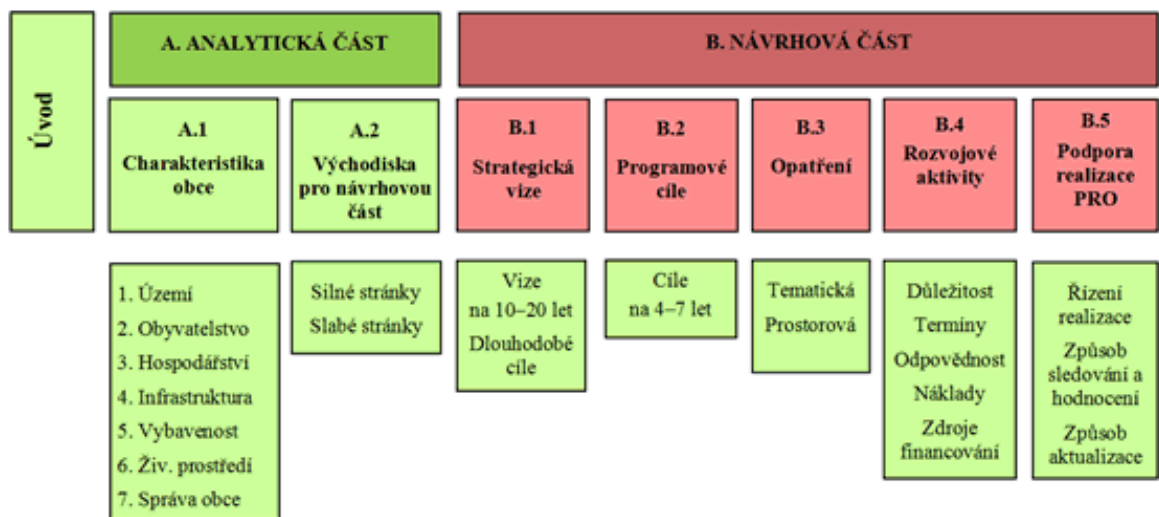 Úvod
A. ANALYTICKÁ ČÁST
B. NÁVRHOVÁ ČÁST
A.1
Charakteristika
obce
A.2
Východiska
pro návrhovou
část
B.1
Strategická
vize
B.2
Programové
cíle
B.3
Opatření
B.4
Rozvojové
aktivity
B.5
Podpora
realizace
PRO
1. Území
2. Obyvatelstvo
3. Hospodářství
4. Infrastruktura
5. Vybavenost
6. Živ. prostředí
7. Správa obce
Silné stránky
Slabé stránky
Vize
na 10–20 let
Dlouhodobé
cíle
Cíle
na 4–7 let
Tematická
Prostorová
Důležitost
Termíny
Odpovědnost
Náklady
Zdroje
financování
Řízení
realizace
Způsob
sledování a
hodnocení
Způsob
aktualizace